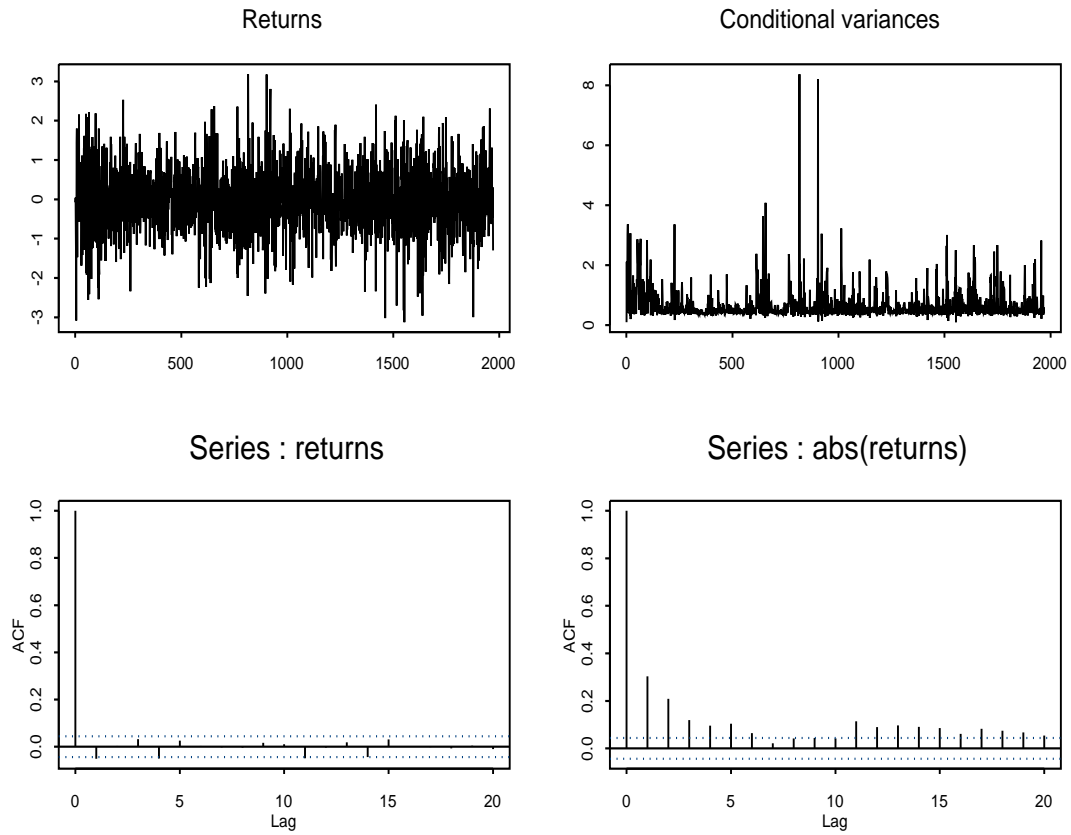 Returns
3
2
1
0
-1
-2
-3
0 500 1000 1500 2000
Conditional variances
8
6
4
2
0
0 500 1000 1500 2000
Series : returns
ACF
1.0
0.8
0.6
0.4
0.2
0.0
0 5 10 15 20
Lag
Series : abs(returns)
ACF
1.0
0.8
0.6
0.4
0.2
0.0
0 5 10 15 20
Lag